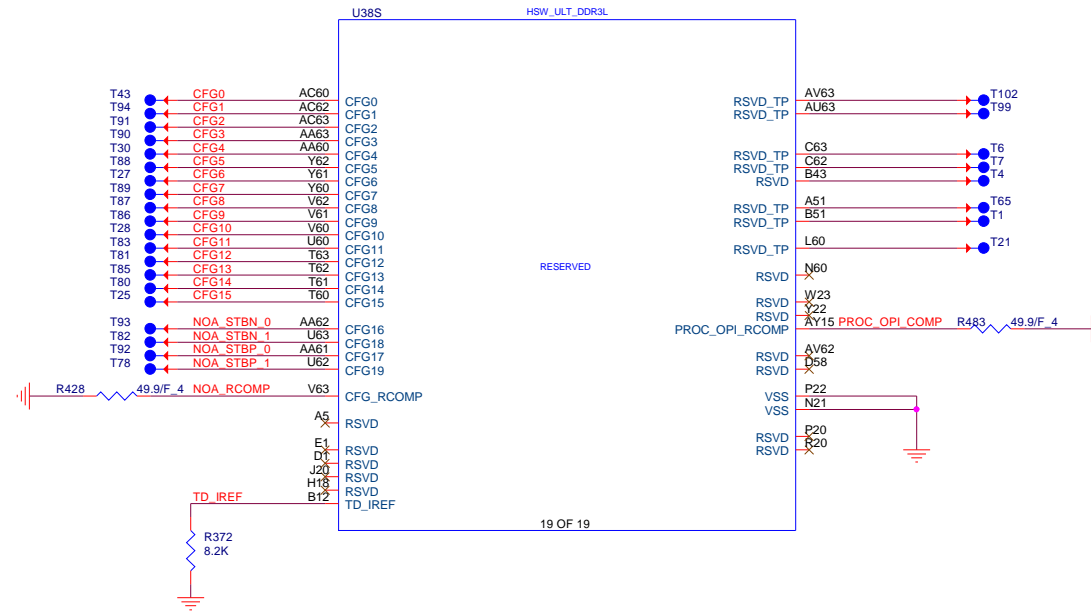 U38S HSW_ULT_DDR3L
T43 CFG0 AC60 CFG0 RSVD_TP AV63 T102
T94 CFG1 AC62 CFG1 RSVD_TP AU63 T99
T91 CFG2 AC63 CFG2
T90 CFG3 AA63 CFG3
T30 CFG4 AA60 CFG4 RSVD_TP C63 T6
T88 CFG5 Y62 CFG5 RSVD_TP C62 T7
T27 CFG6 Y61 CFG6 RSVD B43 T4
T89 CFG7 Y60 CFG7
T87 CFG8 V62 CFG8 RSVD_TP A51 T65
T86 CFG9 V61 CFG9 RSVD_TP B51 T1
T28 CFG10 V60 CFG10
T83 CFG11 U60 CFG11 RSVD_TP L60 T21
T81 CFG12 T63 CFG12
T85 CFG13 T62 CFG13 RESERVED RSVD N60
T80 CFG14 T61 CFG14
T25 CFG15 T60 CFG15 RSVD W23
RSVD Y22
T93 NOA_STBN_0 AA62 CFG16 PROC_OPI_RCOMP AY15 PROC_OPI_COMP R483 49.9/F_4
T82 NOA_STBN_1 U63 CFG18
T92 NOA_STBP_0 AA61 CFG17 RSVD AV62
T78 NOA_STBP_1 U62 CFG19 RSVD D58
R428 49.9/F_4 NOA_RCOMP V63 CFG_RCOMP VSS P22
VSS N21
A5 RSVD
RSVD P20
E1 RSVD RSVD R20
D1 RSVD
J20 RSVD
H18 RSVD
TD_IREF B12 TD_IREF
19 OF 19
R372
8.2K